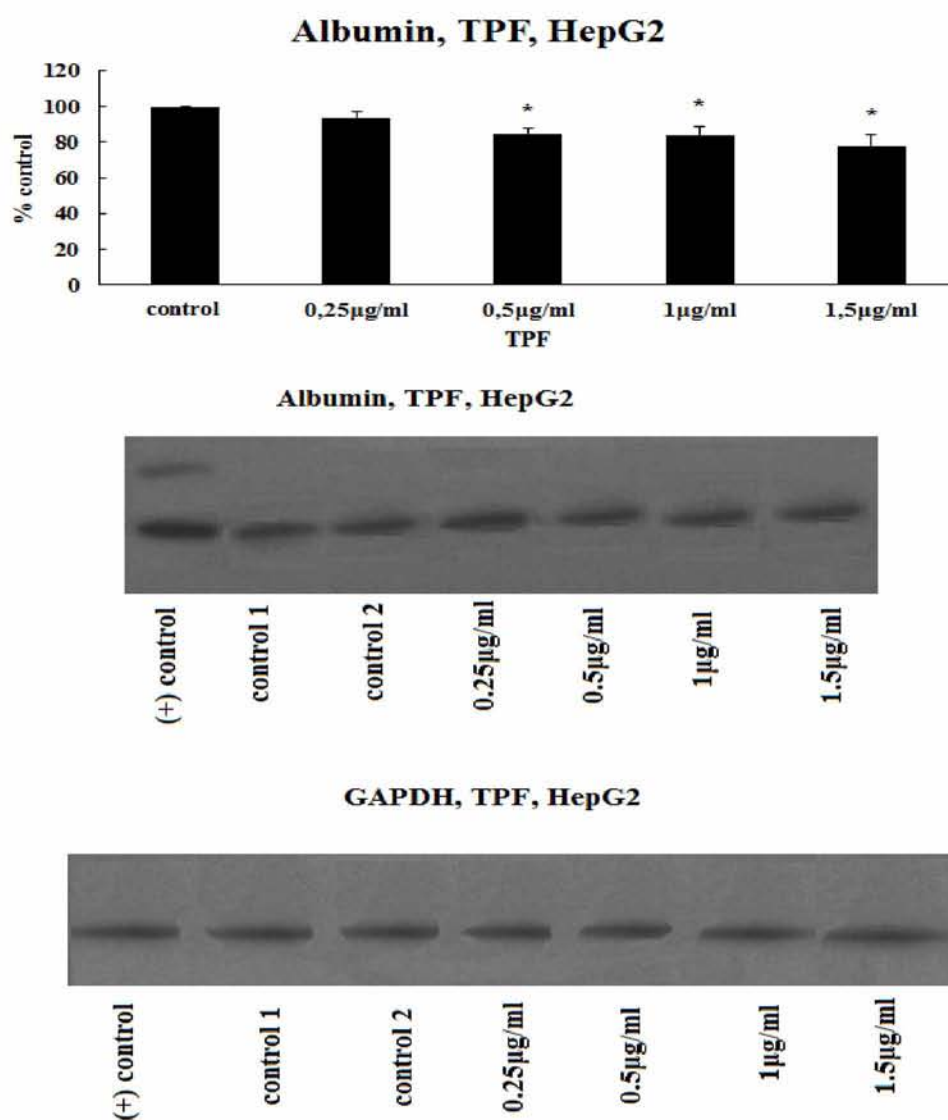 Albumin, TPF, HepG2
120
100
80
60
40
20
0
% control
* * *
control 0,25µg/ml 0,5µg/ml 1µg/ml 1,5µg/ml
TPF
Albumin, TPF, HepG2
(+) control control 1 control 2 0.25µg/ml 0.5µg/ml 1µg/ml 1.5µg/ml
GAPDH, TPF, HepG2
(+) control control 1 control 2 0.25µg/ml 0.5µg/ml 1µg/ml 1.5µg/ml